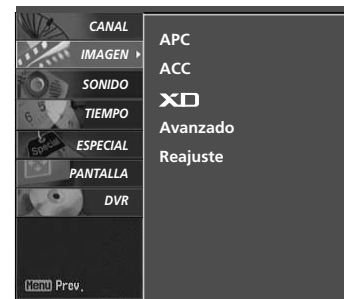 CANAL
IMAGEN
SONIDO
TIEMPO
ESPECIAL
PANTALLA
DVR
Menu Prev.
APC
ACC
XD
Avanzado
Reajuste